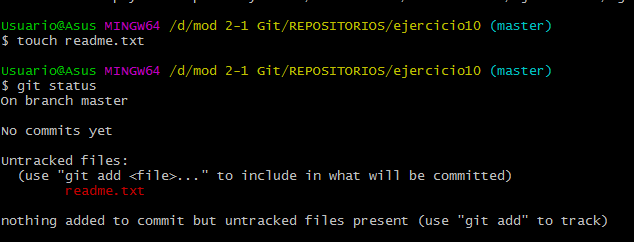 Usuario@Asus MINGW64 /d/mod 2-1 Git/REPOSITORIOS/ejercicio10 (master)
$ touch readme.txt
Usuario@Asus MINGW64 /d/mod 2-1 Git/REPOSITORIOS/ejercicio10 (master)
$ git status
On branch master
No commits yet
Untracked files:
(use "git add <file>..." to include in what will be committed)
readme.txt
nothing added to commit but untracked files present (use "git add" to track)